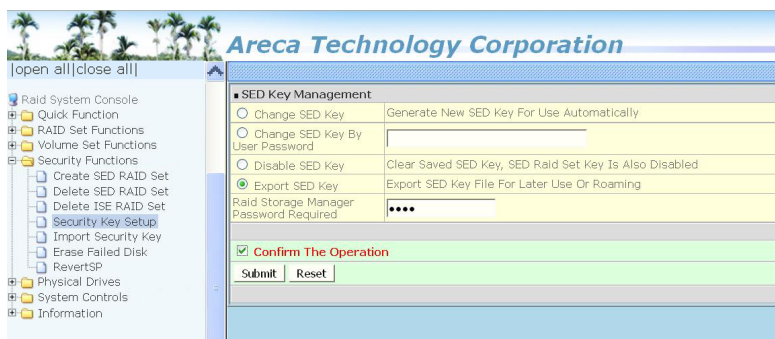 Areca Technology Corporation
|open all|close all|
Raid System Console
Quick Function
RAID Set Functions
Volume Set Functions
Security Functions
Create SED RAID Set
Delete SED RAID Set
Delete ISE RAID Set
Security Key Setup
Import Security Key
Erase Failed Disk
RevertSP
Physical Drives
System Controls
Information
SED Key Management
Change SED Key Generate New SED Key For Use Automatically
Change SED Key By
User Password
Disable SED Key Clear Saved SED Key, SED Raid Set Key Is Also Disabled
Export SED Key Export SED Key File For Later Use Or Roaming
Raid Storage Manager
Password Required ••••
Confirm The Operation
Submit Reset